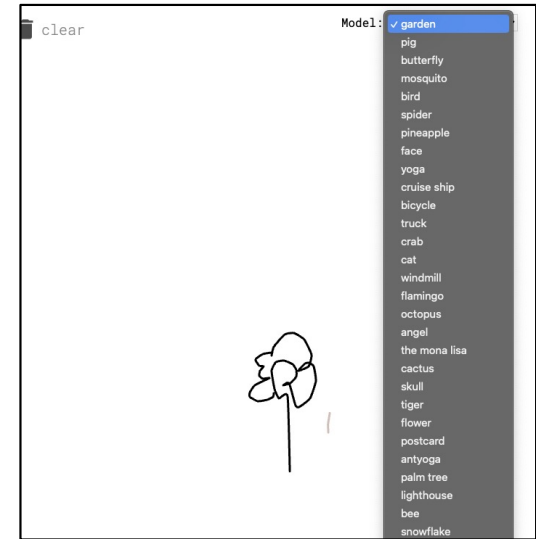 clear
Model: ✓ garden
pig
butterfly
mosquito
bird
spider
pineapple
face
yoga
cruise ship
bicycle
truck
crab
cat
windmill
flamingo
octopus
angel
the mona lisa
cactus
skull
tiger
flower
postcard
antyoga
palm tree
lighthouse
bee
snowflake